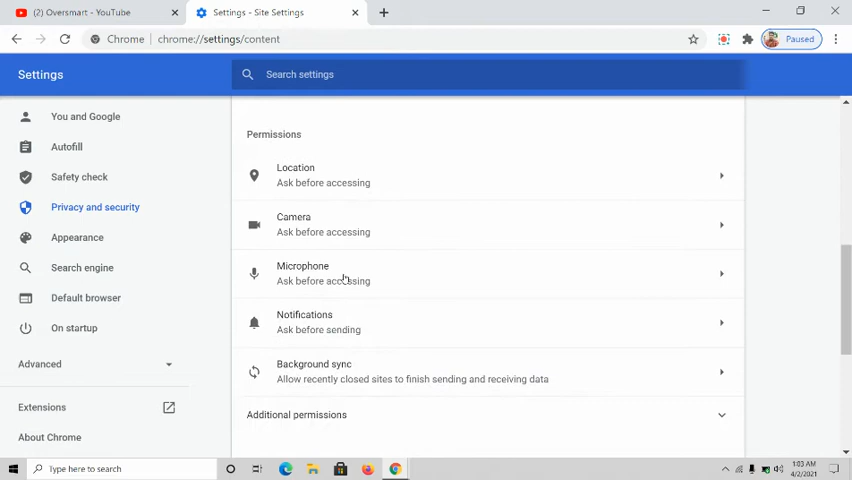 (2) Oversmart - YouTube
Settings - Site Settings
Chrome | chrome://settings/content
Paused
Settings
Search settings
You and Google
Autofill
Safety check
Privacy and security
Appearance
Search engine
Default browser
On startup
Advanced
Extensions
About Chrome
Permissions
Location
Ask before accessing
Camera
Ask before accessing
Microphone
Ask before accessing
Notifications
Ask before sending
Background sync
Allow recently closed sites to finish sending and receiving data
Additional permissions
Type here to search
1:03 AM
4/2/2021